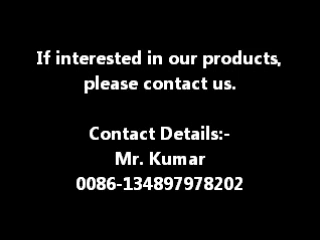 If interested in our products,
please contact us.
Contact Details:-
Mr. Kumar
0086-134897978202